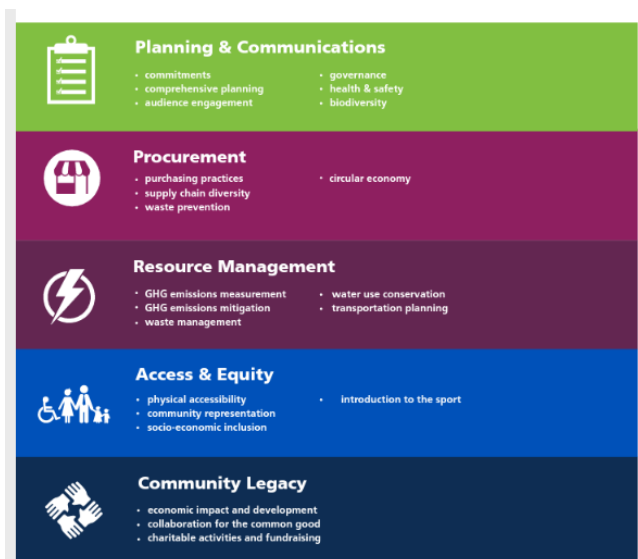 Planning & Communications
• commitments
• comprehensive planning
• audience engagement
• governance
• health & safety
• biodiversity
Procurement
• purchasing practices
• supply chain diversity
• waste prevention
• circular economy
Resource Management
• GHG emissions measurement
• GHG emissions mitigation
• waste management
• water use conservation
• transportation planning
Access & Equity
• physical accessibility
• community representation
• socio-economic inclusion
• introduction to the sport
Community Legacy
• economic impact and development
• collaboration for the common good
• charitable activities and fundraising